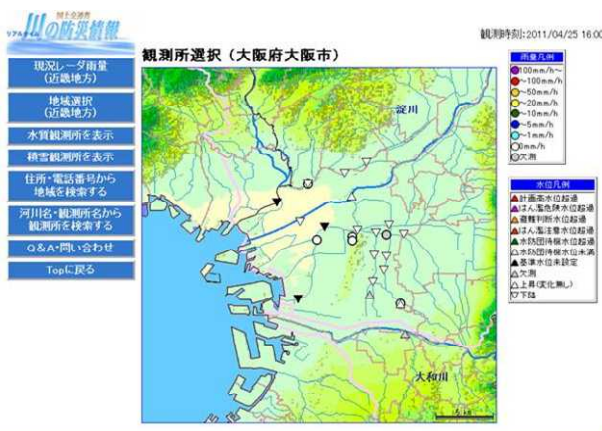 国土交通省
リアルタイム 川の防災情報
観測時刻:2011/04/25 16:00
観測所選択(大阪府大阪市)
現況レーダ雨量
(近畿地方)
地域選択
(近畿地方)
水質観測所を表示
積雪観測所を表示
住所・電話番号から
地域を検索する
河川名・観測所名から
観測所を検索する
Q&A・問い合わせ
Topに戻る
淀川
大和川
雨量凡例
100mm/h~
~100mm/h
~50mm/h
~20mm/h
~10mm/h
~5mm/h
~1mm/h
0mm/h
欠測
水位凡例
計画高水位超過
はん濫危険水位超過
避難判断水位超過
はん濫注意水位超過
水防団待機水位超過
水防団待機水位未満
基準水位未設定
欠測
上昇(変化無し)
下降